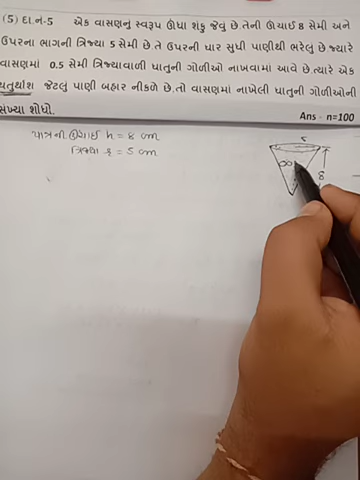 (5) દા.નં-5 એક વાસણનું સ્વરૂપ ઊંધા શંકુ જેવું છે તેની ઊંચાઈ 8 સેમી અને
ઉપરના ભાગની ત્રિજ્યા 5 સેમી છે તે ઉપરની ધાર સુધી પાણીથી ભરેલું છે જ્યારે
વાસણમાં 0.5 સેમી ત્રિજ્યાવાળી ધાતુની ગોળીઓ નાખવામાં આવે છે.ત્યારે એક
ચતુર્થાંશ જેટલું પાણી બહાર નીકળે છે.તો વાસણમાં નાખેલી ધાતુની ગોળીઓની
સંખ્યા શોધી.
Ans - n=100
પાત્રની ઊંચાઈ h = 8 cm
ત્રિજ્યા r = 5 cm
5
8